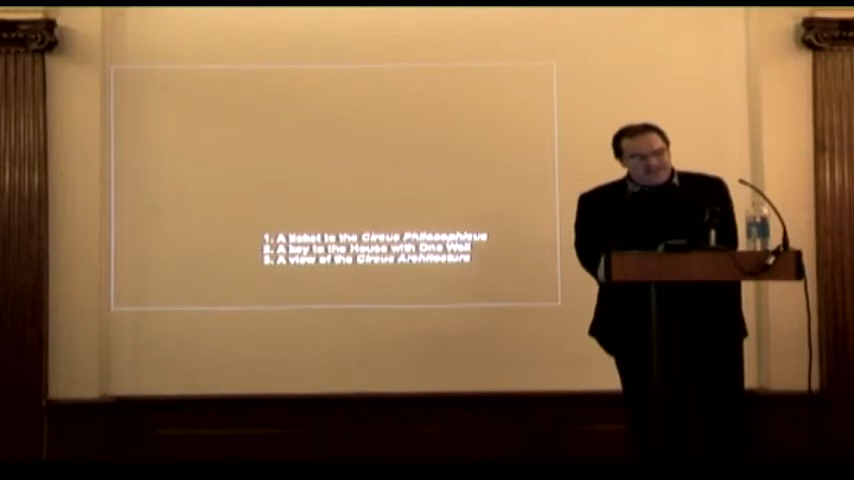 1. A ticket to the Circus Philosophicus
2. A key to the House with One Wall
3. A view of the Circus Architecture